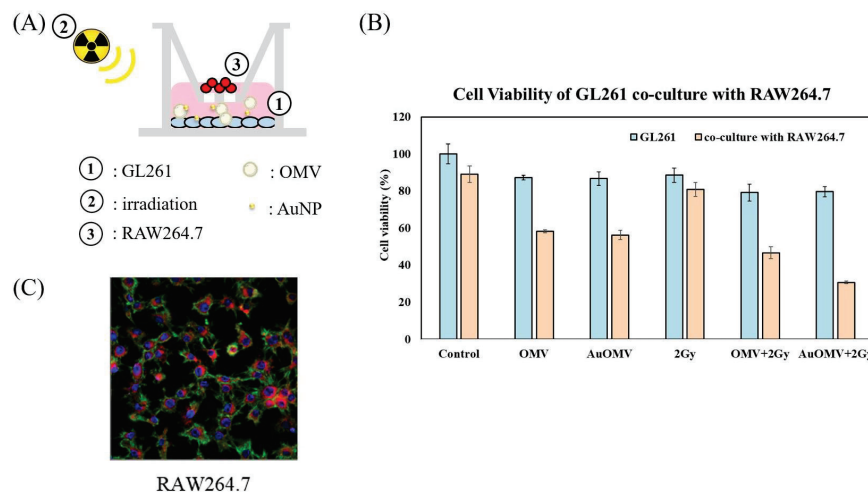 (A)
2
3
1
1 : GL261
: OMV
2 : irradiation
: AuNP
3 : RAW264.7
(B)
Cell Viability of GL261 co-culture with RAW264.7
GL261
co-culture with RAW264.7
Cell viability (%)
120
100
80
60
40
20
0
Control
OMV
AuOMV
2Gy
OMV+2Gy
AuOMV+2Gy
(C)
RAW264.7